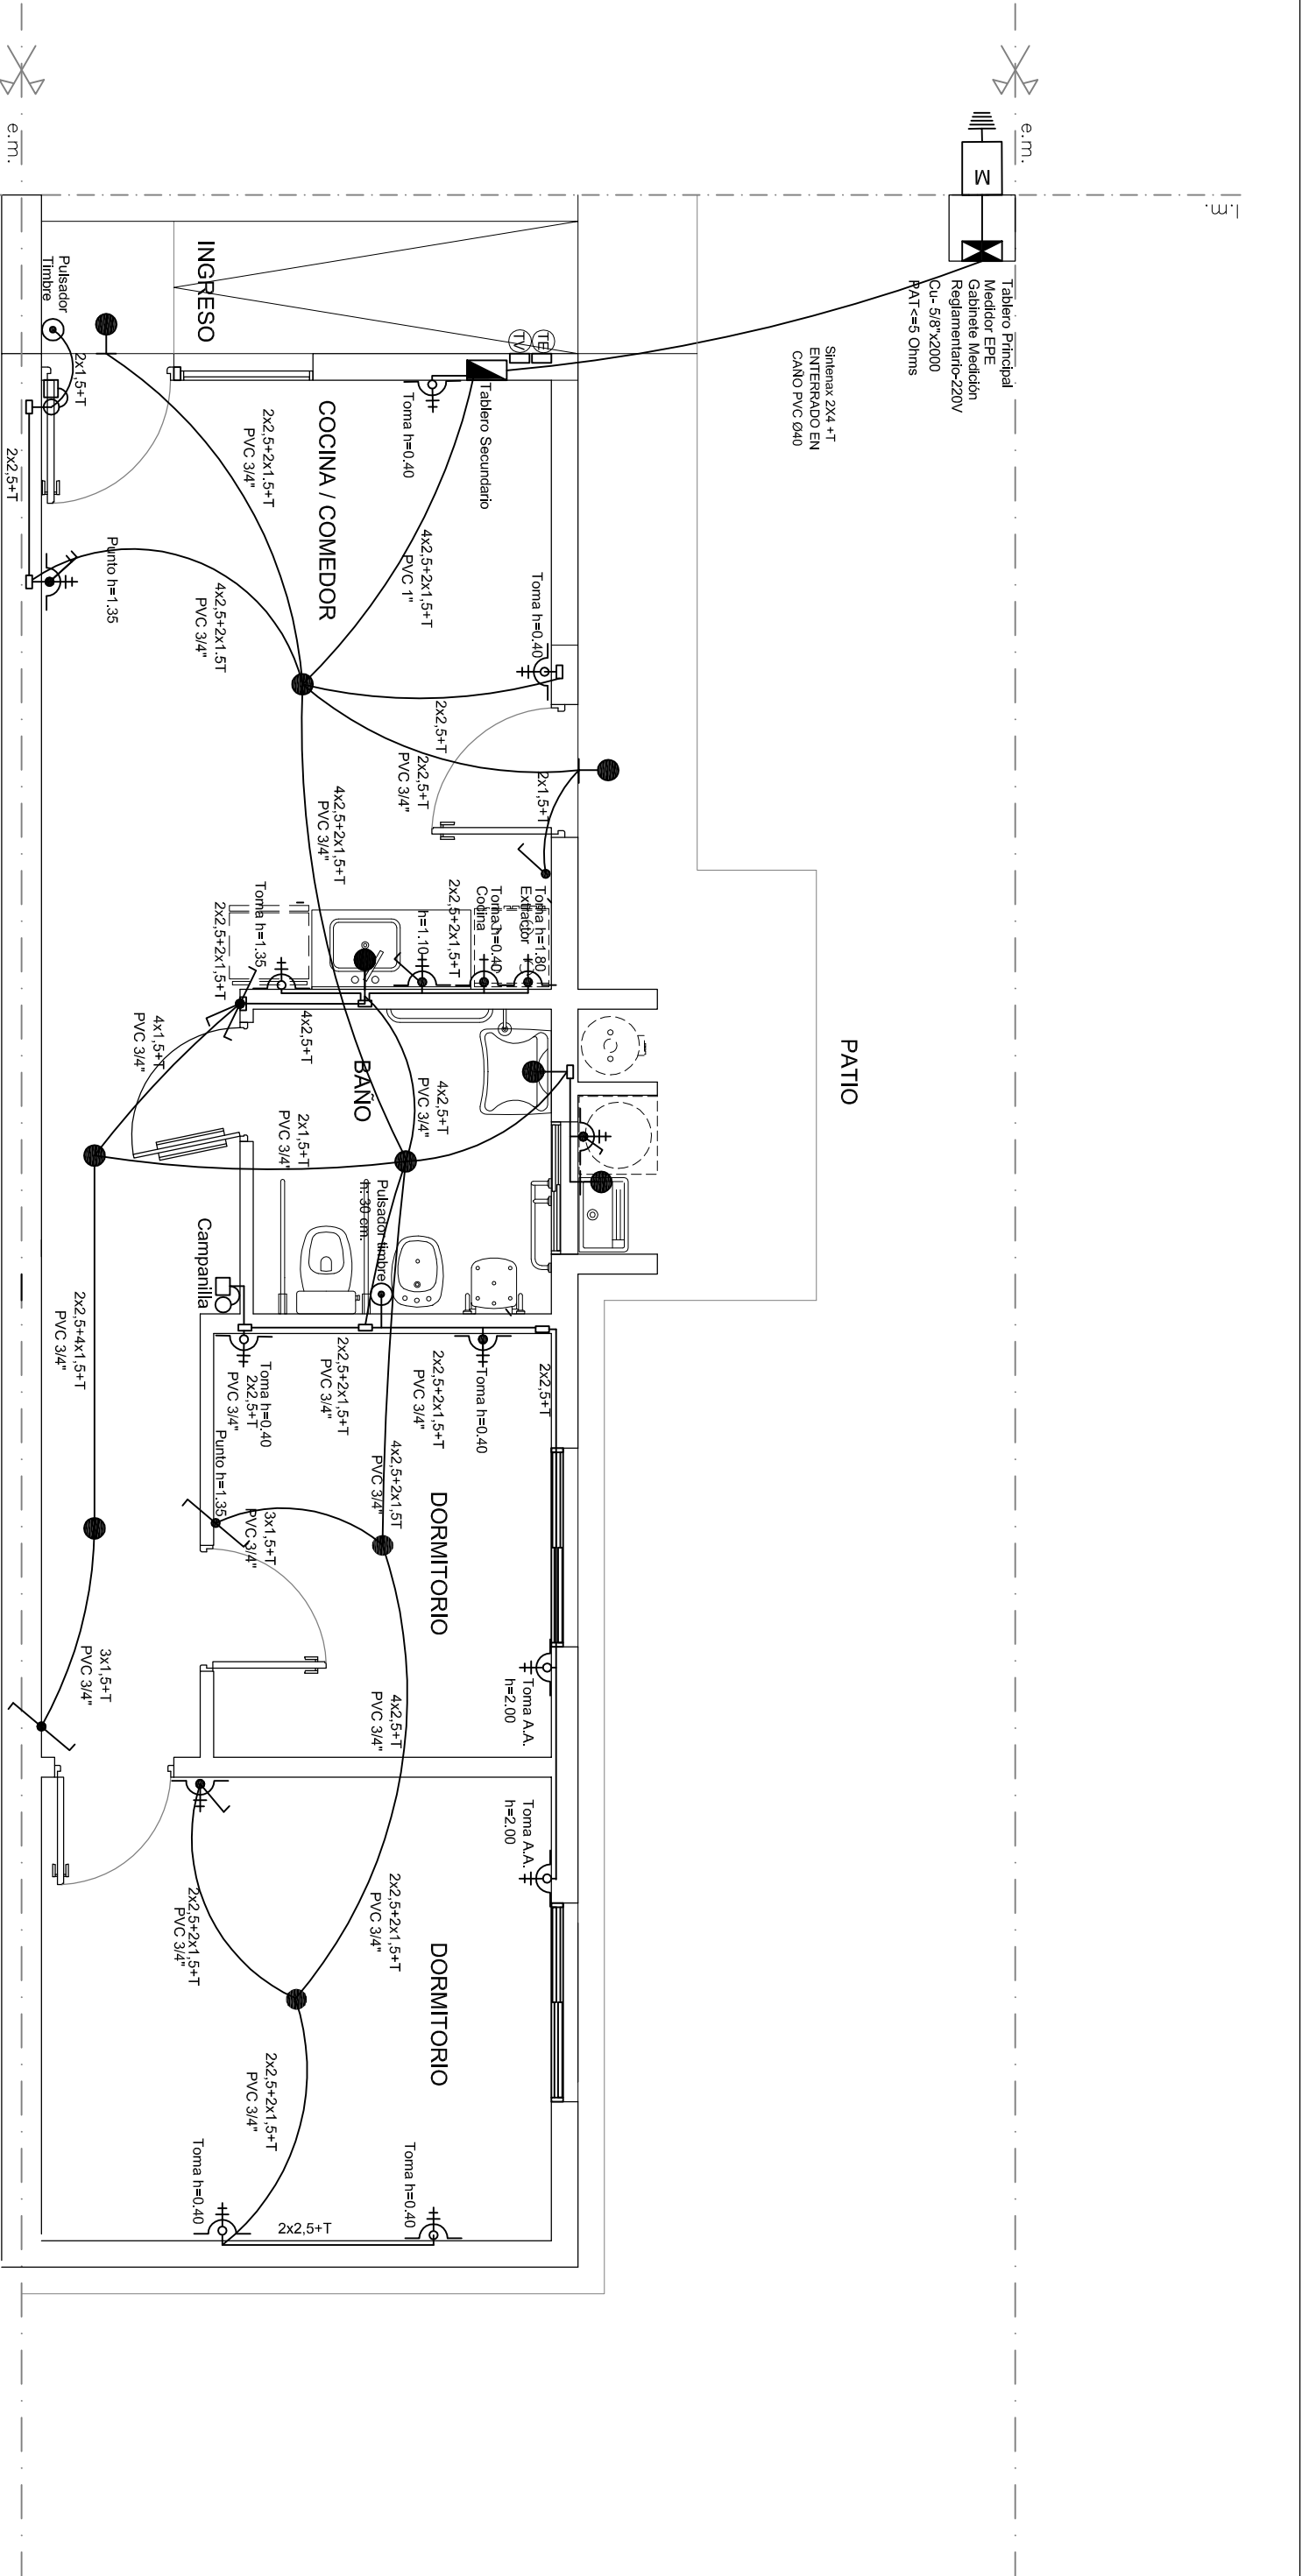 e.m.
e.m.
l.m.
M
Tablero Principal
Medidor EPE
Gabinete Medición
Reglamentario-220V
Cu- 5/8"x2000
PAT<=5 Ohms
Sintenax 2X4 +T
ENTERRADO EN
CAÑO PVC Ø40
INGRESO
Pulsador
Timbre
2x1,5+T
2x2,5+T
TV
TE
Tablero Secundario
Toma h=0.40
COCINA / COMEDOR
2x2,5+2x1.5+T
PVC 3/4"
4x2,5+2x1,5+T
PVC 1"
Toma h=0.40
Punto h=1.35
4x2,5+2x1.5T
PVC 3/4"
2x2,5+T
2x2,5+T
PVC 3/4"
2x1,5+T
4x2,5+2x1,5+T
PVC 3/4"
Toma h=1.80
Extractor
Toma h=0.40
Cocina
2x2,5+2x1,5+T
h=1.10
Toma h=1.35
2x2,5+2x1,5+T
4x2,5+T
4x1,5+T
PVC 3/4"
BAÑO
4x2,5+T
PVC 3/4"
2x1,5+T
PVC 3/4"
PATIO
Pulsador timbre
h: 30 cm.
Campanilla
2x2,5+4x1,5+T
PVC 3/4"
Toma h=0.40
2x2,5+T
PVC 3/4"
2x2,5+2x1,5+T
PVC 3/4"
2x2,5+2x1,5+T
PVC 3/4"
Toma h=0.40
2x2,5+T
Punto h=1.35
3x1,5+T
PVC 3/4"
4x2,5+2x1,5T
PVC 3/4"
DORMITORIO
3x1,5+T
PVC 3/4"
4x2,5+T
PVC 3/4"
Toma A.A.
h=2.00
Toma A.A.
h=2.00
2x2,5+2x1,5+T
PVC 3/4"
2x2,5+2x1,5+T
PVC 3/4"
DORMITORIO
2x2,5+2x1,5+T
PVC 3/4"
Toma h=0.40
Toma h=0.40
2x2,5+T